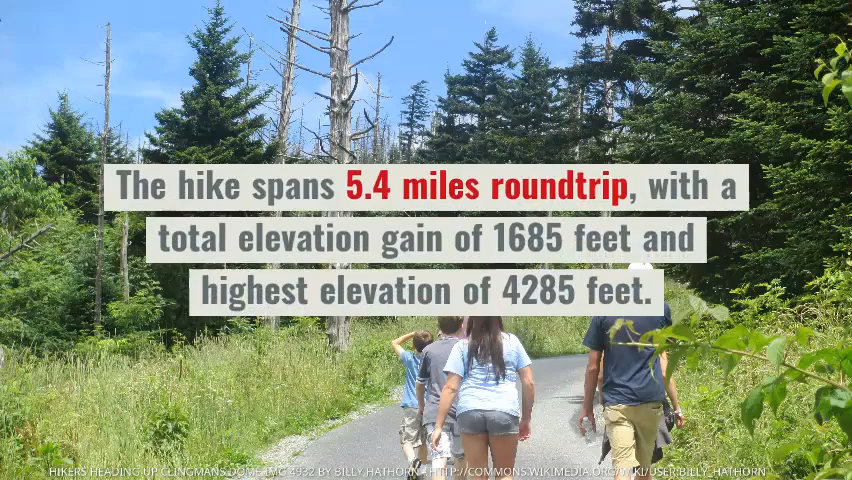 The hike spans 5.4 miles roundtrip, with a
total elevation gain of 1685 feet and
highest elevation of 4285 feet.
HIKERS HEADING UP CLINGMANS DOME IMG 4932 BY BILLY HATHORN / HTTP://COMMONS.WIKIMEDIA.ORG/WIKI/USER:BILLY_HATHORN